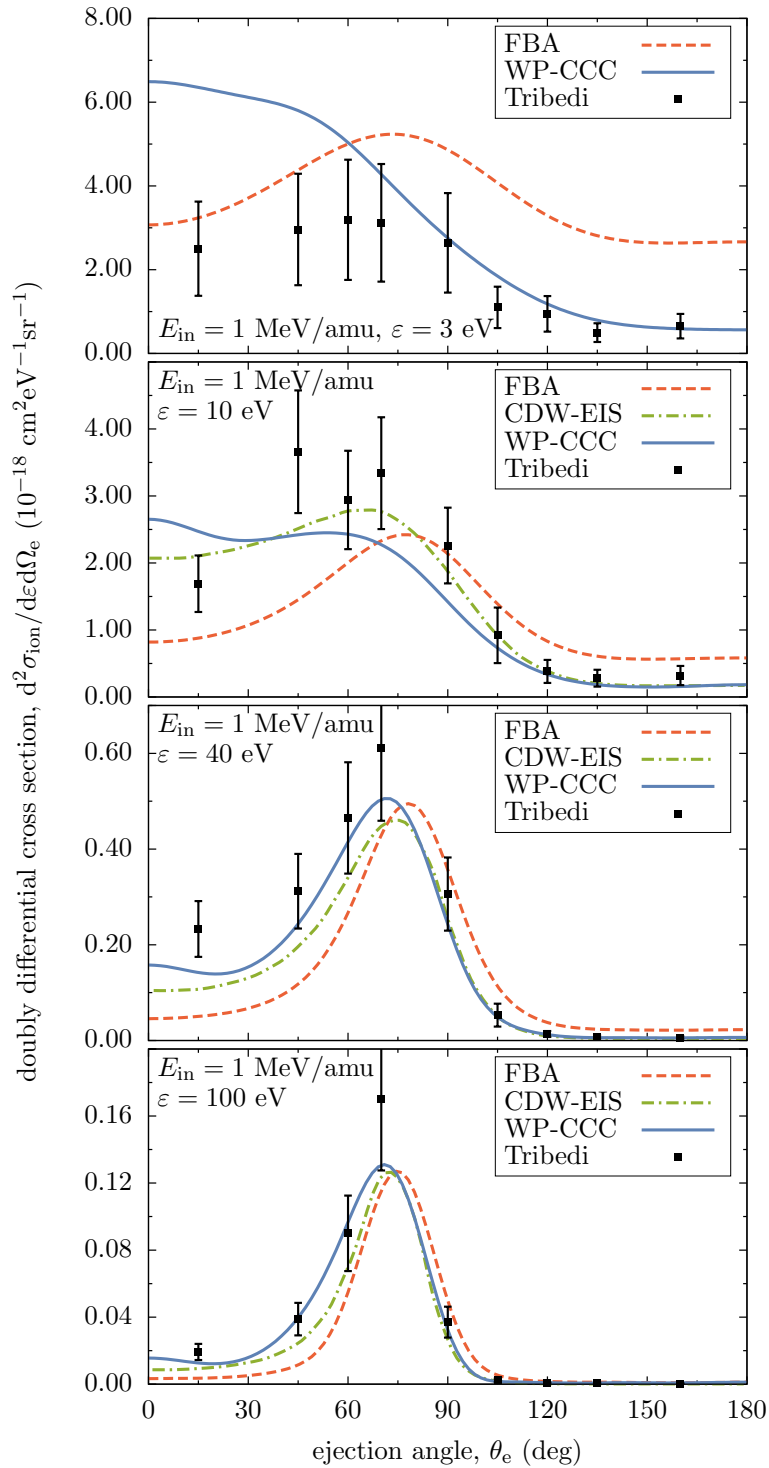 doubly differential cross section, d²σ_ion/dεdΩ_e (10⁻¹⁸ cm²eV⁻¹sr⁻¹)
8.00
6.00
4.00
2.00
0.00
FBA
WP-CCC
Tribedi
E_in = 1 MeV/amu, ε = 3 eV
4.00
3.00
2.00
1.00
0.00
E_in = 1 MeV/amu
ε = 10 eV
FBA
CDW-EIS
WP-CCC
Tribedi
0.60
0.40
0.20
0.00
E_in = 1 MeV/amu
ε = 40 eV
FBA
CDW-EIS
WP-CCC
Tribedi
0.16
0.12
0.08
0.04
0.00
E_in = 1 MeV/amu
ε = 100 eV
FBA
CDW-EIS
WP-CCC
Tribedi
0 30 60 90 120 150 180
ejection angle, θ_e (deg)